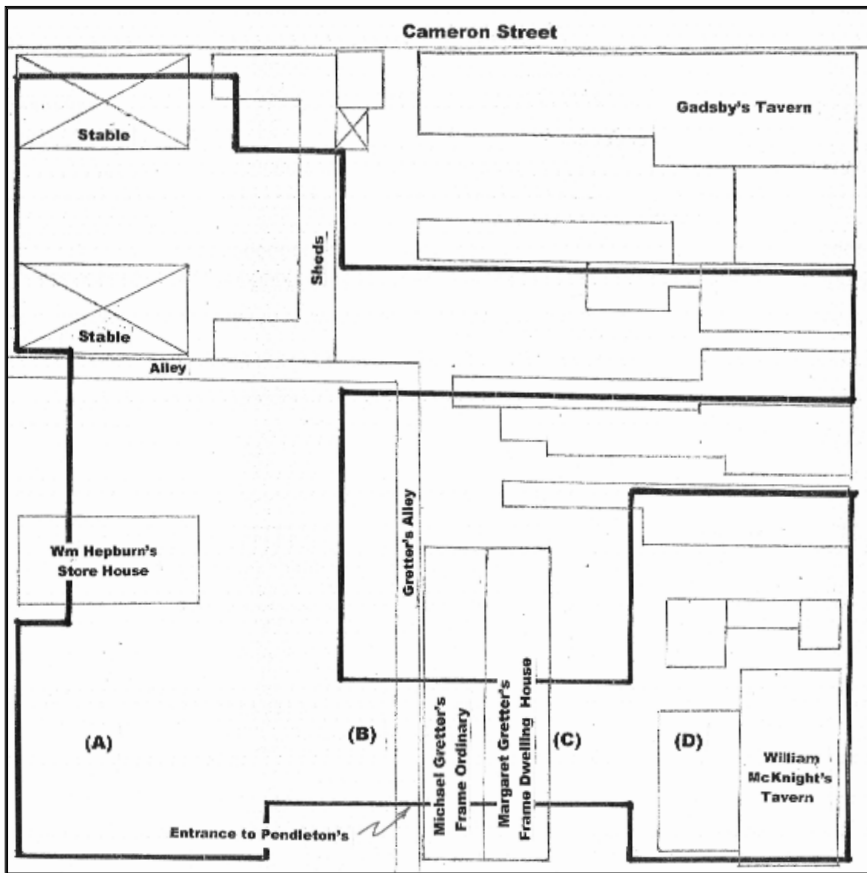 Cameron Street
Gadsby's Tavern
Stable
Sheds
Stable
Alley
Wm Hepburn's
Store House
Gretter's Alley
(A)
(B)
Michael Gretter's
Frame Ordinary
Margaret Gretter's
Frame Dwelling House
(C)
(D)
William
McKnight's
Tavern
Entrance to Pendleton's